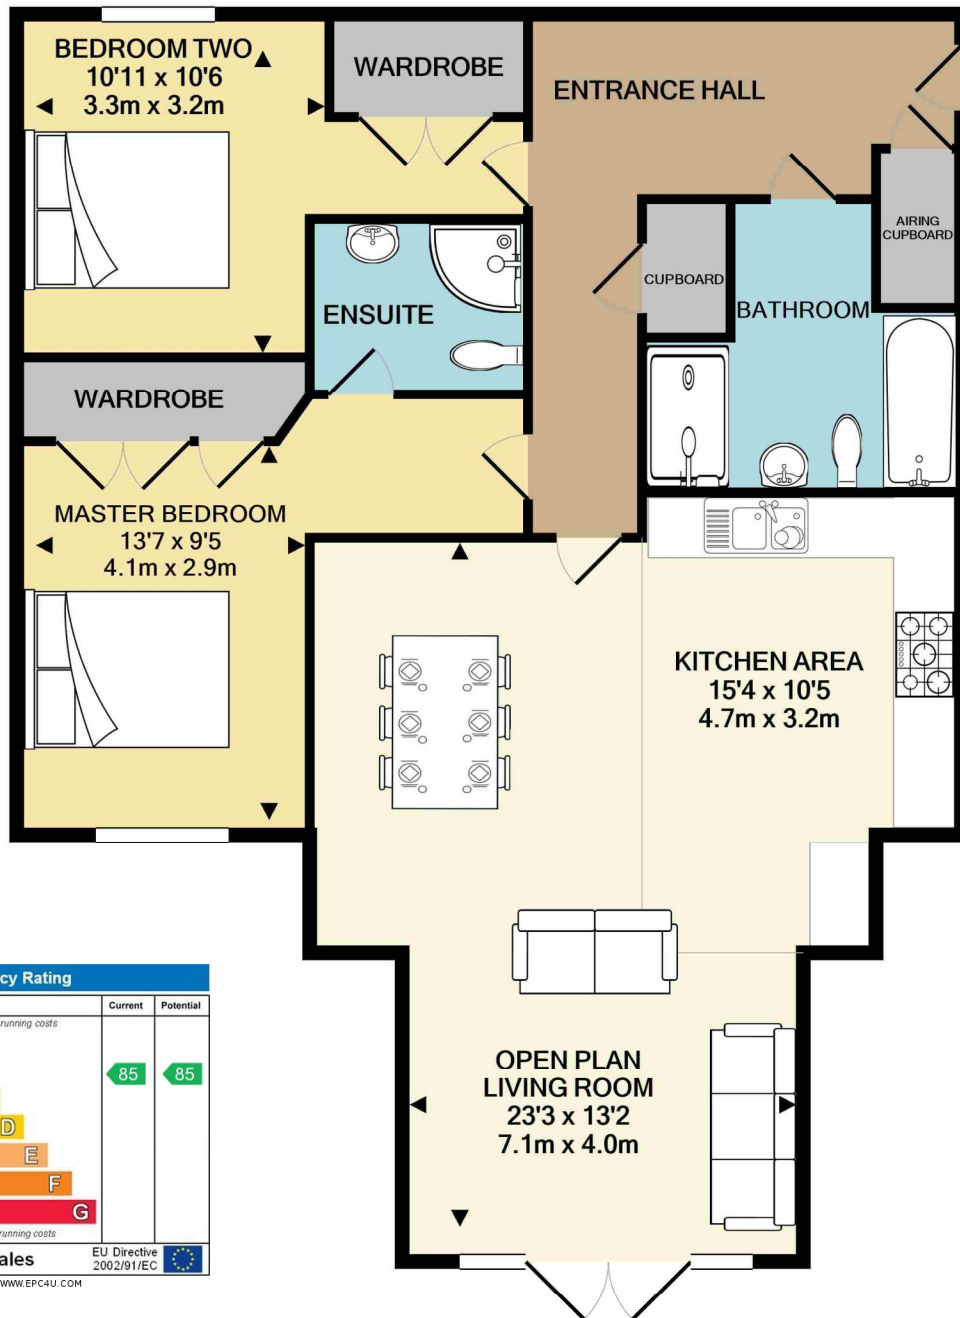 BEDROOM TWO
10'11 x 10'6
3.3m x 3.2m
WARDROBE
ENTRANCE HALL
AIRING
CUPBOARD
CUPBOARD
BATHROOM
ENSUITE
WARDROBE
MASTER BEDROOM
13'7 x 9'5
4.1m x 2.9m
KITCHEN AREA
15'4 x 10'5
4.7m x 3.2m
OPEN PLAN
LIVING ROOM
23'3 x 13'2
7.1m x 4.0m
cy Rating
Current Potential
running costs
85 85
D
E
F
G
running costs
ales
EU Directive
2002/91/EC
WWW.EPC4U.COM